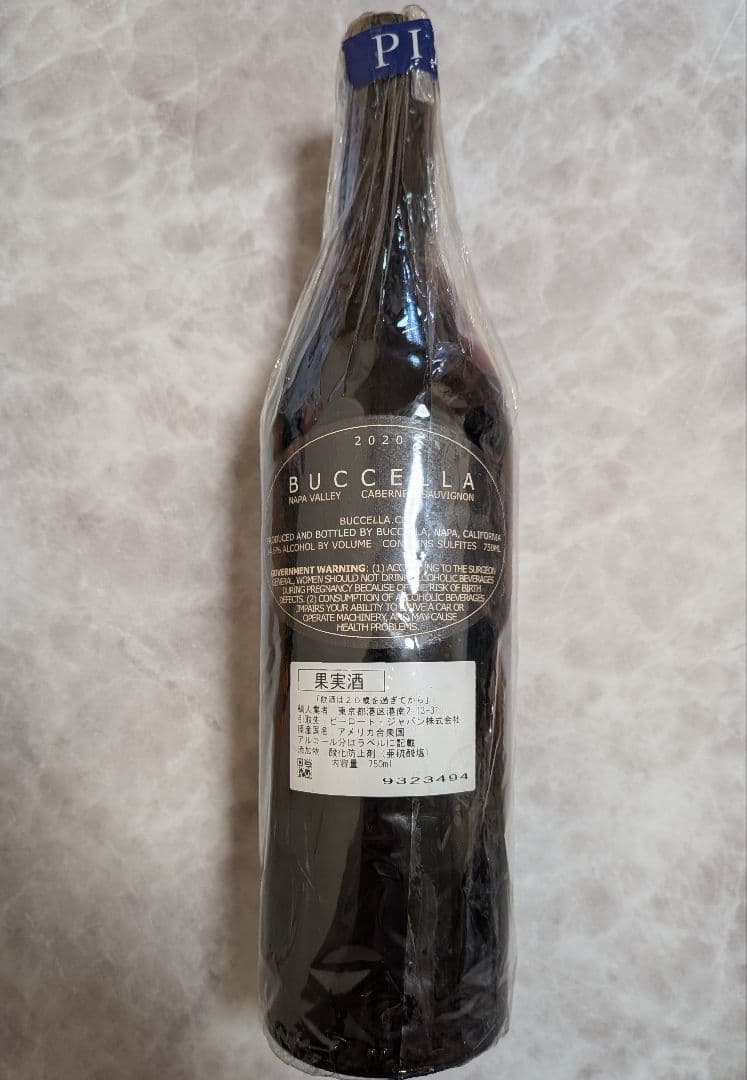 PI
2020
BUCCELLA
NAPA VALLEY CABERNET SAUVIGNON
BUCCELLA.CO
PRODUCED AND BOTTLED BY BUCCELLA, NAPA, CALIFORNIA
% ALCOHOL BY VOLUME CONTAINS SULFITES 750ML
GOVERNMENT WARNING: (1) ACCORDING TO THE SURGEON
GENERAL, WOMEN SHOULD NOT DRINK ALCOHOLIC BEVERAGES
DURING PREGNANCY BECAUSE OF THE RISK OF BIRTH
DEFECTS. (2) CONSUMPTION OF ALCOHOLIC BEVERAGES
IMPAIRS YOUR ABILITY TO DRIVE A CAR OR
OPERATE MACHINERY, AND MAY CAUSE
HEALTH PROBLEMS.
果実酒
「飲酒は20歳を過ぎてから」
輸入業者 東京都港区港南
引取先 ピーロート・ジャパン株式会社
原産国名 アメリカ合衆国
アルコール分はラベルに記載
添加物 酸化防止剤(亜硫酸塩)
内容量 750ml
9323494